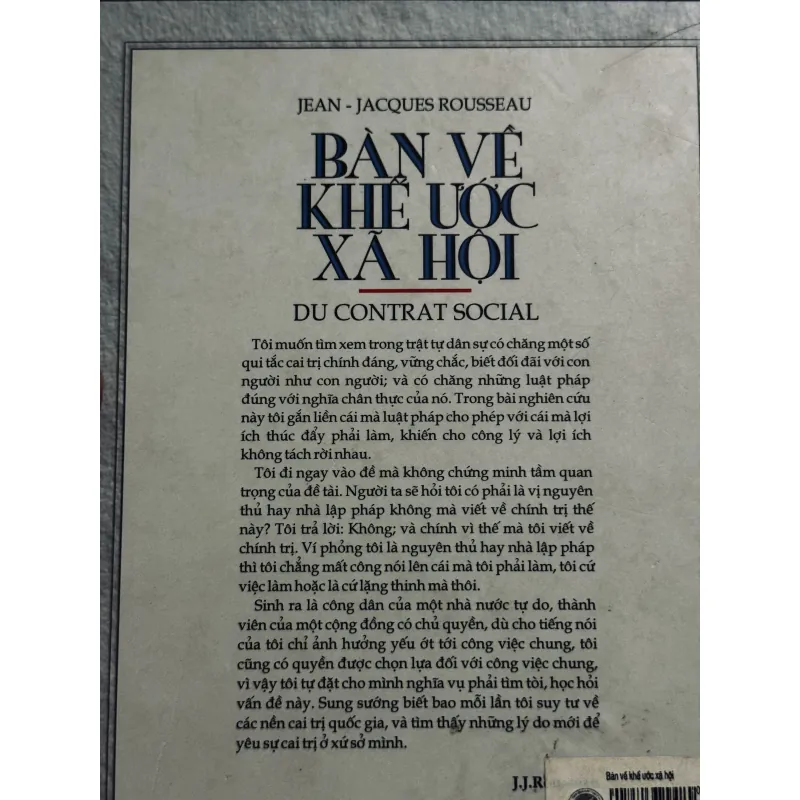 JEAN - JACQUES ROUSSEAU
BÀN VỀ
KHẾ ƯỚC
XÃ HỘI
DU CONTRAT SOCIAL
Tôi muốn tìm xem trong trật tự dân sự có chăng một số
qui tắc cai trị chính đáng, vững chắc, biết đối đãi với con
người như con người; và có chăng những luật pháp
đúng với nghĩa chân thực của nó. Trong bài nghiên cứu
này tôi gắn liền cái mà luật pháp cho phép với cái mà lợi
ích thúc đẩy phải làm, khiến cho công lý và lợi ích
không tách rời nhau.
Tôi đi ngay vào đề mà không chứng minh tầm quan
trọng của đề tài. Người ta sẽ hỏi tôi có phải là vị nguyên
thủ hay nhà lập pháp không mà viết về chính trị thế
này? Tôi trả lời: Không; và chính vì thế mà tôi viết về
chính trị. Ví phỏng tôi là nguyên thủ hay nhà lập pháp
thì tôi chẳng mất công nói lên cái mà tôi phải làm, tôi cứ
việc làm hoặc là cứ lặng thinh mà thôi.
Sinh ra là công dân của một nhà nước tự do, thành
viên của một cộng đồng có chủ quyền, dù cho tiếng nói
của tôi chỉ ảnh hưởng yếu ớt tới công việc chung, tôi
cũng có quyền được chọn lựa đối với công việc chung,
vì vậy tôi tự đặt cho mình nghĩa vụ phải tìm tòi, học hỏi
vấn đề này. Sung sướng biết bao mỗi lần tôi suy tư về
các nền cai trị quốc gia, và tìm thấy những lý do mới để
yêu sự cai trị ở xứ sở mình.
Bàn về khế ước xã hội